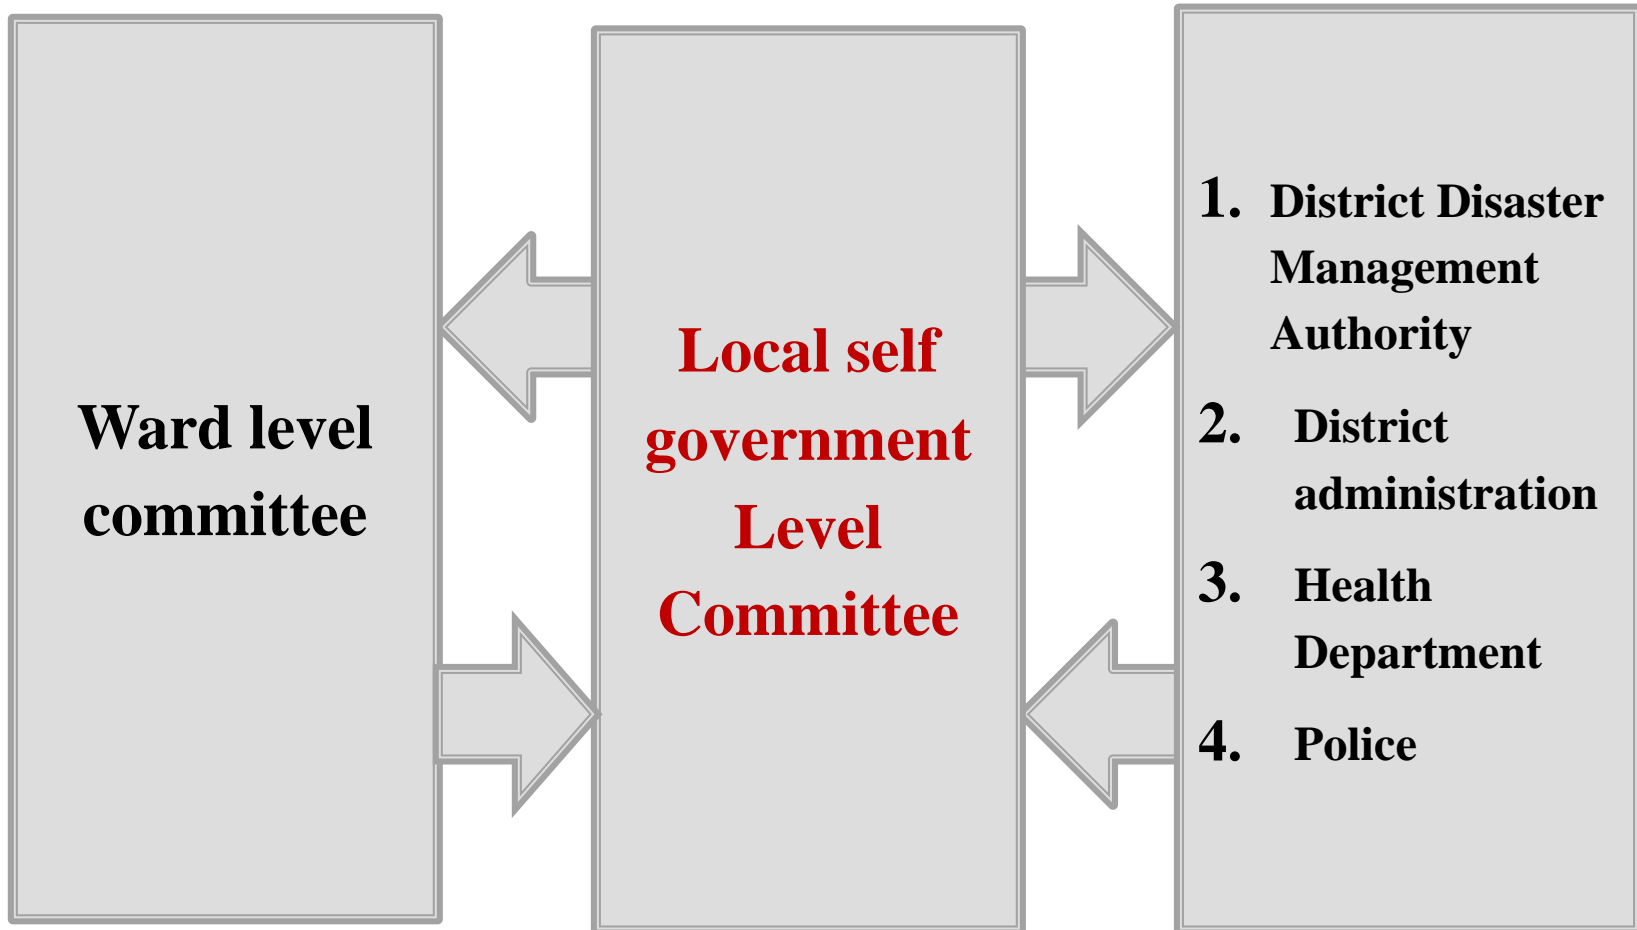 Ward level
committee
Local self
government
Level
Committee
1. District Disaster
Management
Authority
2. District
administration
3. Health
Department
4. Police